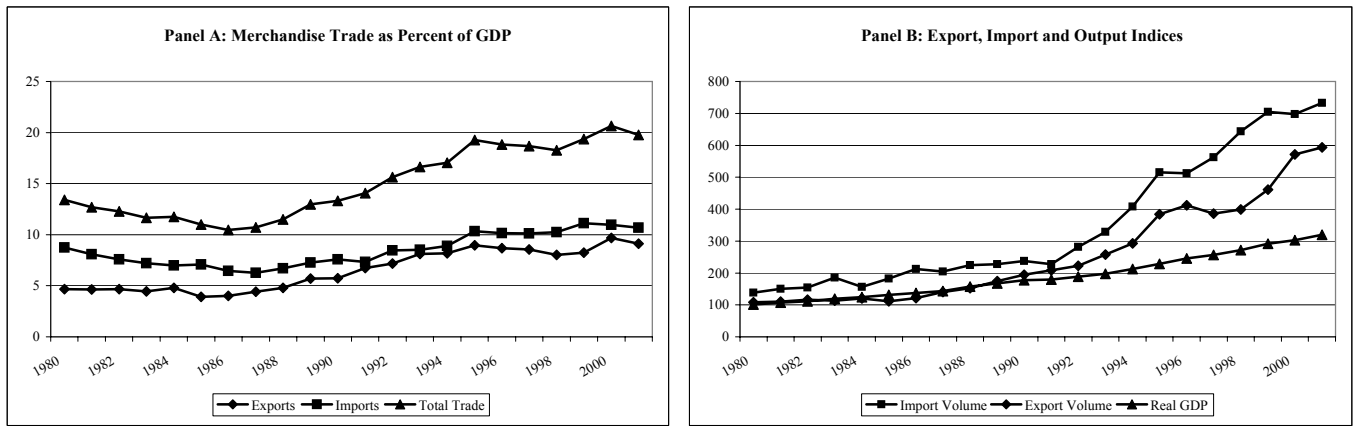 Panel A: Merchandise Trade as Percent of GDP
25
20
15
10
5
0
1980 1982 1984 1986 1988 1990 1992 1994 1996 1998 2000
Exports Imports Total Trade
Panel B: Export, Import and Output Indices
800
700
600
500
400
300
200
100
0
1980 1982 1984 1986 1988 1990 1992 1994 1996 1998 2000
Import Volume Export Volume Real GDP